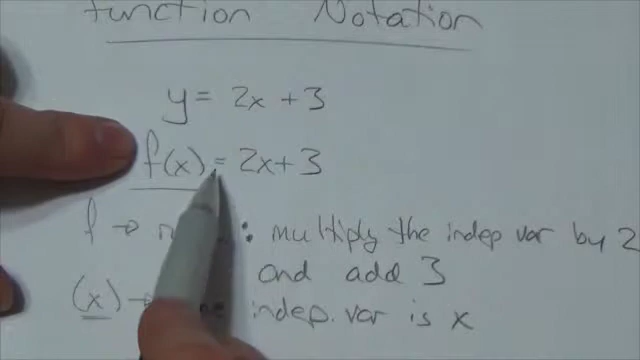 function Notation
y = 2x + 3
f(x) = 2x + 3
f → : multiply the indep var by 2
and add 3
(x) → indep. var is x